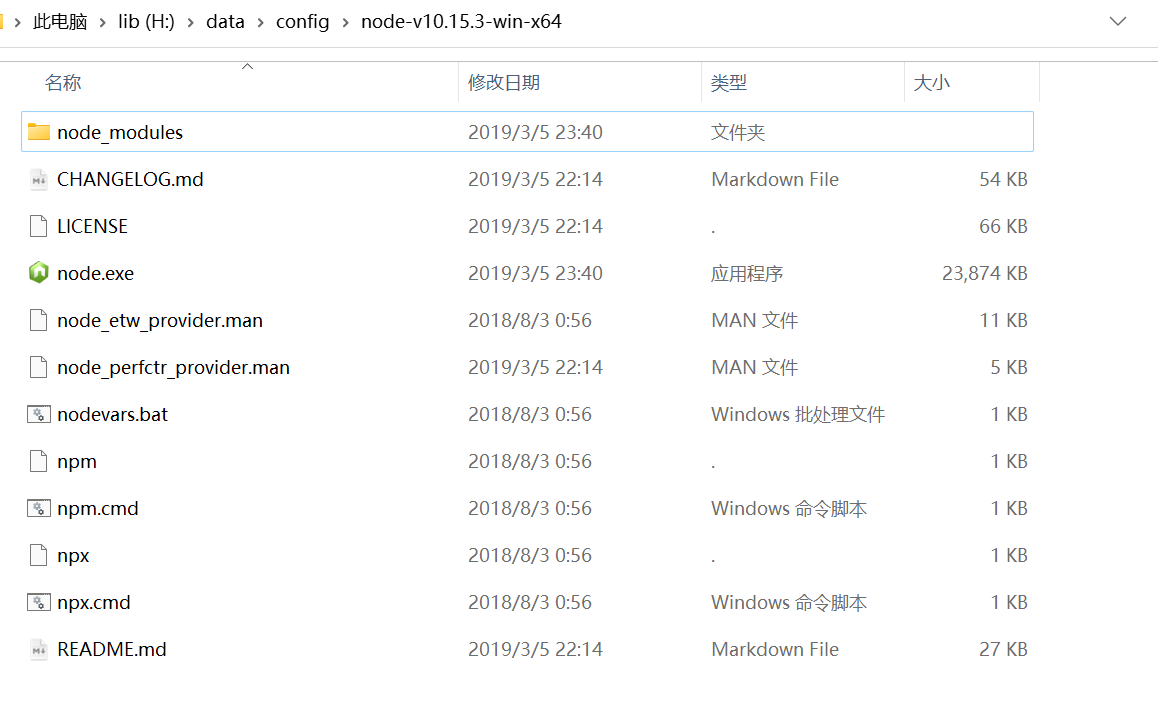 此电脑 > lib (H:) > data > config > node-v10.15.3-win-x64
名称 修改日期 类型 大小
node_modules 2019/3/5 23:40 文件夹
CHANGELOG.md 2019/3/5 22:14 Markdown File 54 KB
LICENSE 2019/3/5 22:14 . 66 KB
node.exe 2019/3/5 23:40 应用程序 23,874 KB
node_etw_provider.man 2018/8/3 0:56 MAN 文件 11 KB
node_perfctr_provider.man 2019/3/5 22:14 MAN 文件 5 KB
nodevars.bat 2018/8/3 0:56 Windows 批处理文件 1 KB
npm 2018/8/3 0:56 . 1 KB
npm.cmd 2018/8/3 0:56 Windows 命令脚本 1 KB
npx 2018/8/3 0:56 . 1 KB
npx.cmd 2018/8/3 0:56 Windows 命令脚本 1 KB
README.md 2019/3/5 22:14 Markdown File 27 KB